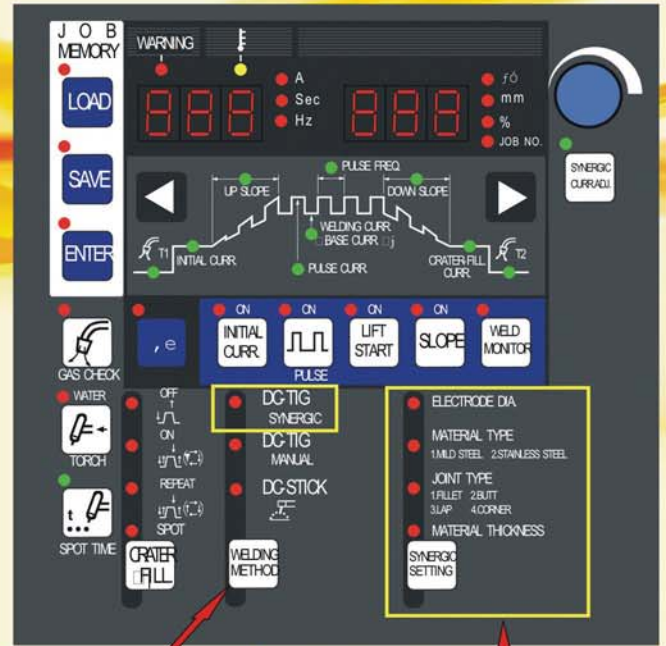 J O B
MEMORY
LOAD
SAVE
ENTER
WARNING
888
A
Sec
Hz
888
ƒÓ
mm
%
JOB NO.
SYNERGIC
CURR.ADJ.
PULSE FREQ.
UP SLOPE
DOWN SLOPE
WELDING CURR.
□BASE CURR. □j
T1
INITIAL CURR.
PULSE CURR.
CRATER-FILL
CURR.
T2
GAS CHECK
WATER
TORCH
t
SPOT TIME
‚e
ON
INITIAL
CURR.
ON
PULSE
ON
LIFT
START
ON
SLOPE
WELD
MONITOR
OFF
ON
REPEAT
SPOT
CRATER
□FILL
DC-TIG
SYNERGIC
DC-TIG
MANUAL
DC-STICK
WELDING
METHOD
ELECTRODE DIA.
MATERIAL TYPE
1.MILD STEEL 2.STAINLESS STEEL
JOINT TYPE
1.FILLET 2.BUTT
3.LAP 4.CORNER
MATERIAL THICKNESS
SYNERGIC
SETTING